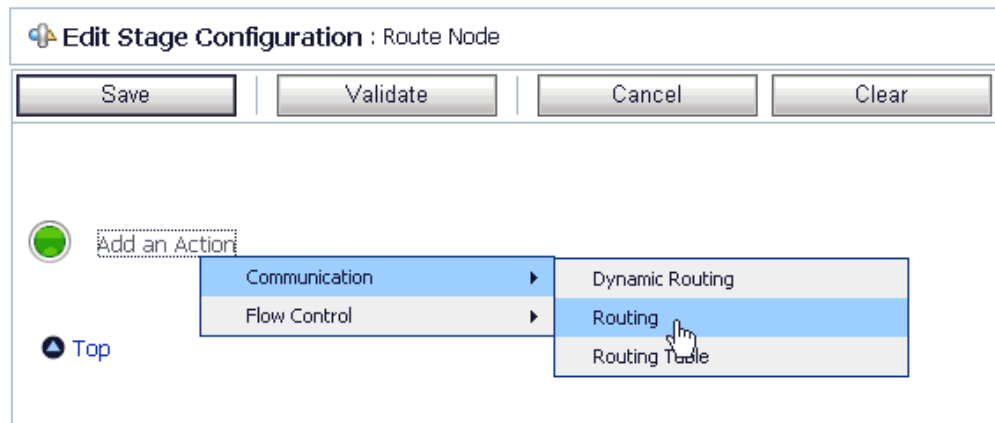 Edit Stage Configuration : Route Node
Save Validate Cancel Clear
Add an Action
Communication Dynamic Routing
Flow Control Routing
Top Routing Table